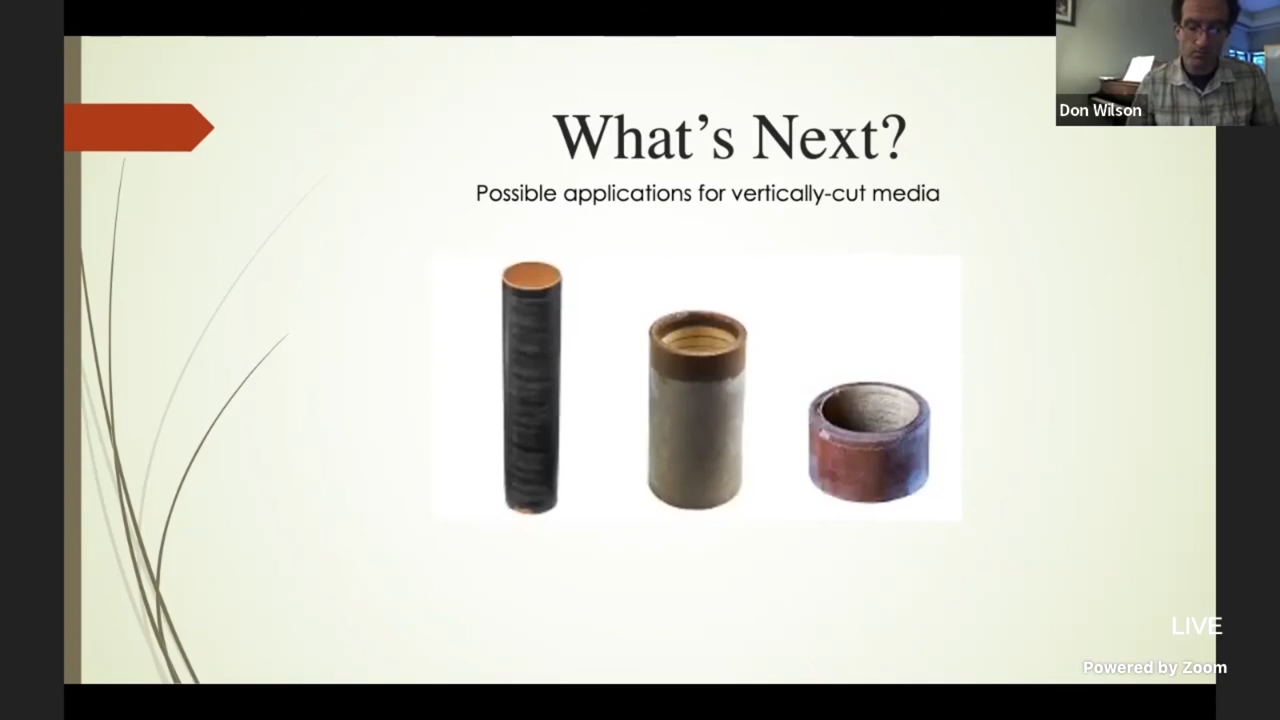 Don Wilson
What's Next?
Possible applications for vertically-cut media
LIVE
Powered by Zoom